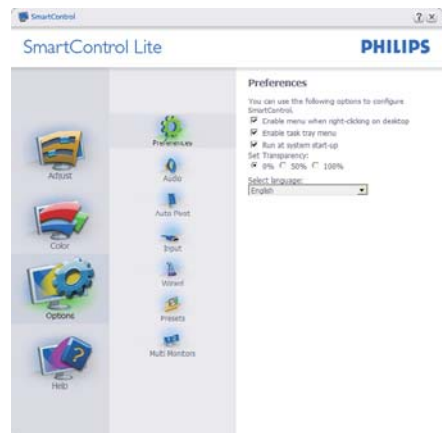 SmartControl
SmartControl Lite
PHILIPS
Adjust
Color
Options
Help
Preferences
Audio
Auto Pivot
Input
Wizard
Presets
Multi Monitors
Preferences
You can use the following options to configure
SmartControl.
Enable menu when right-clicking on desktop
Enable task tray menu
Run at system start-up
Set Transparency:
0% 50% 100%
Select language:
English